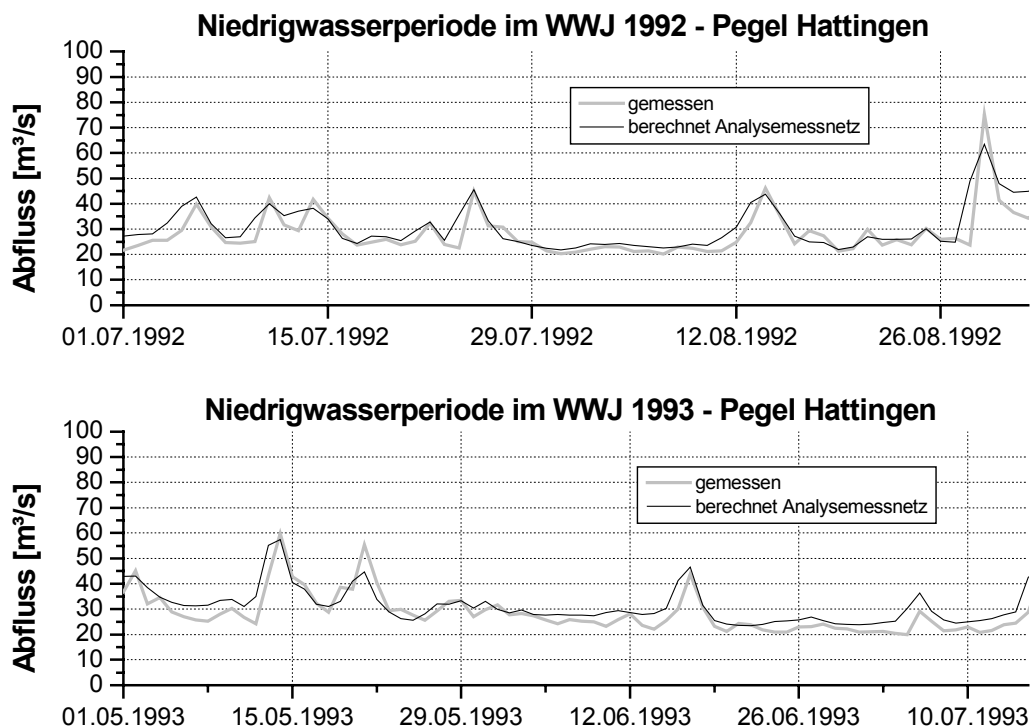 Niedrigwasserperiode im WWJ 1992 - Pegel Hattingen
Abfluss [m³/s]
100
90
80
70
60
50
40
30
20
10
0
gemessen
berechnet Analysemessnetz
01.07.1992 15.07.1992 29.07.1992 12.08.1992 26.08.1992
Niedrigwasserperiode im WWJ 1993 - Pegel Hattingen
Abfluss [m³/s]
100
90
80
70
60
50
40
30
20
10
0
gemessen
berechnet Analysemessnetz
01.05.1993 15.05.1993 29.05.1993 12.06.1993 26.06.1993 10.07.1993